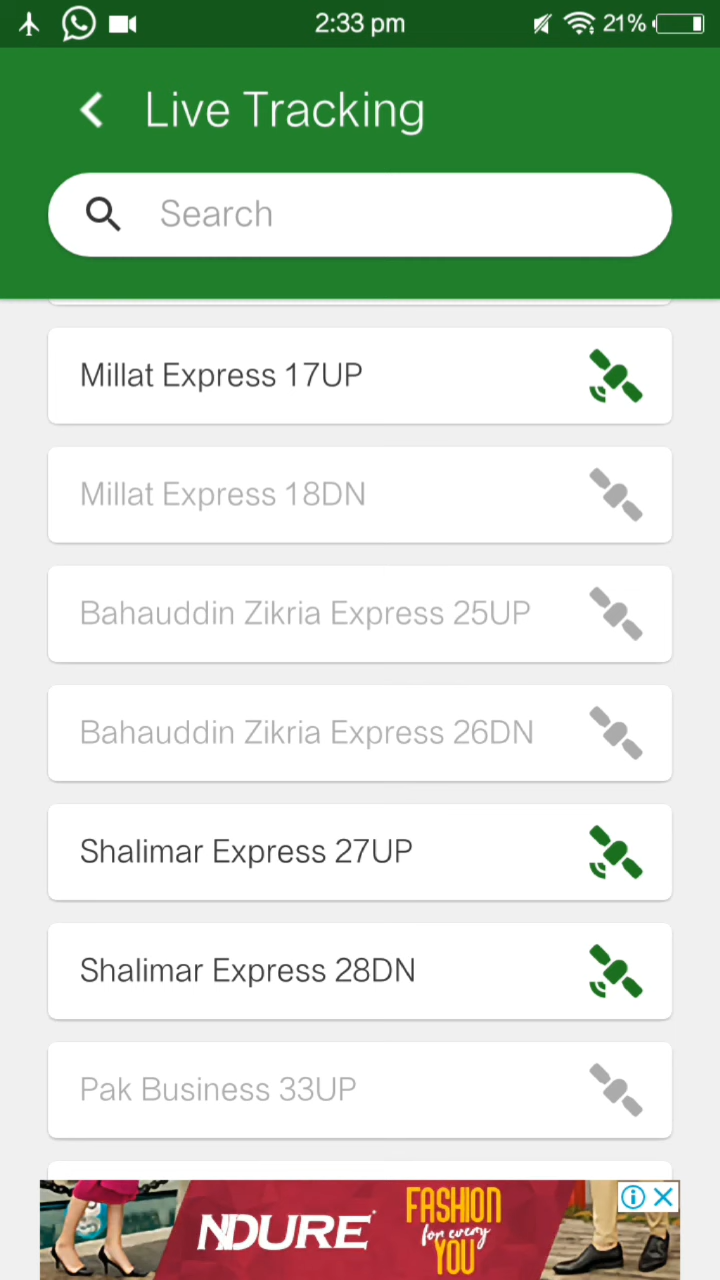 2:33 pm
21%
Live Tracking
Search
Millat Express 17UP
Millat Express 18DN
Bahauddin Zikria Express 25UP
Bahauddin Zikria Express 26DN
Shalimar Express 27UP
Shalimar Express 28DN
Pak Business 33UP
NDURE
FASHION
for every
YOU